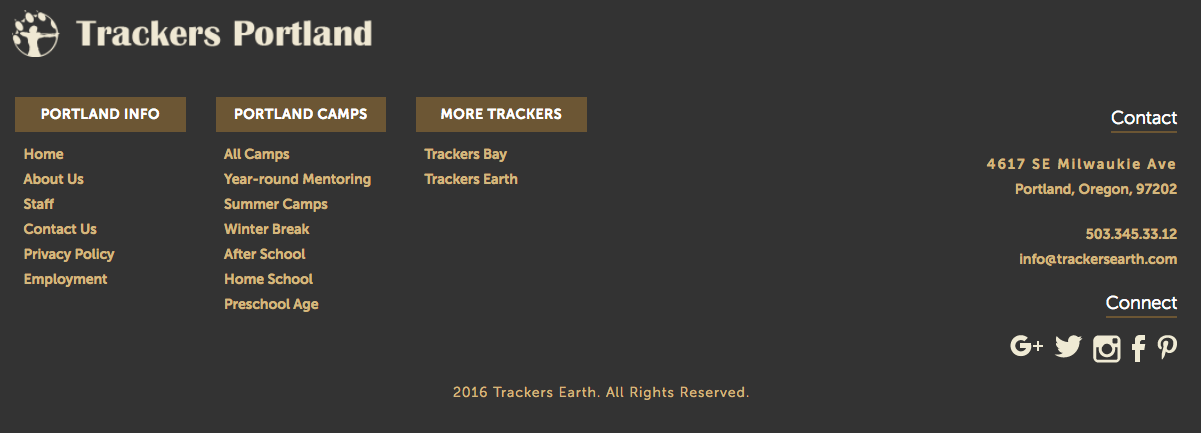 Trackers Portland
PORTLAND INFO
Home
About Us
Staff
Contact Us
Privacy Policy
Employment
PORTLAND CAMPS
All Camps
Year-round Mentoring
Summer Camps
Winter Break
After School
Home School
Preschool Age
MORE TRACKERS
Trackers Bay
Trackers Earth
Contact
4617 SE Milwaukie Ave
Portland, Oregon, 97202
503.345.33.12
info@trackersearth.com
Connect
G+
2016 Trackers Earth. All Rights Reserved.